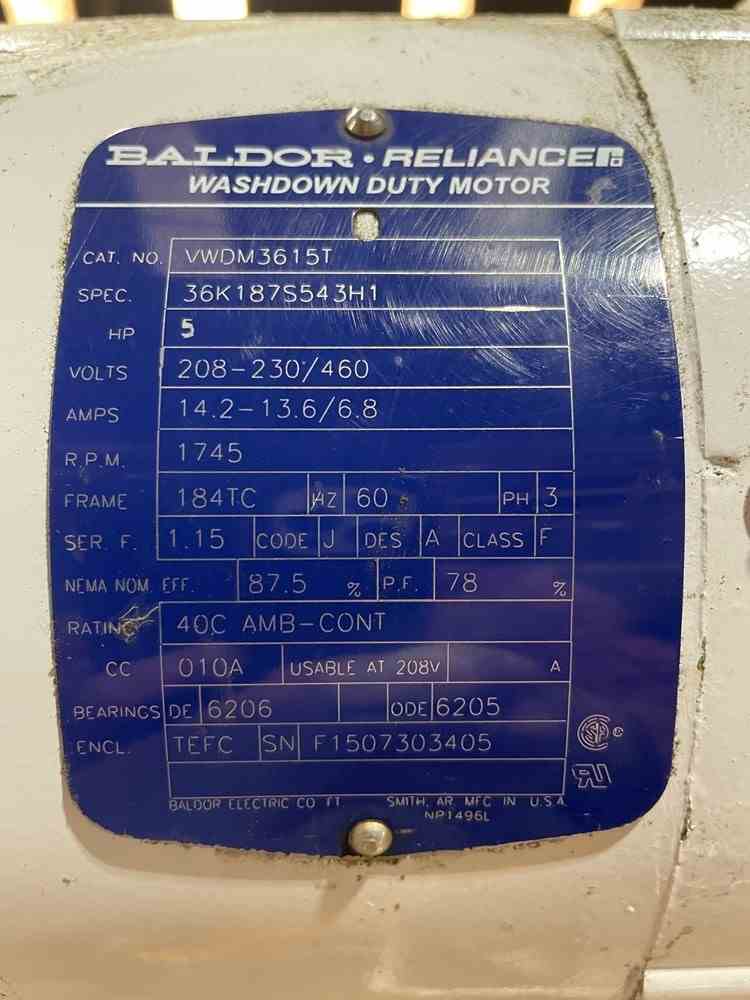 BALDOR • RELIANCE
WASHDOWN DUTY MOTOR
CAT. NO. VWDM3615T
SPEC. 36K187S543H1
HP 5
VOLTS 208-230/460
AMPS 14.2-13.6/6.8
R.P.M. 1745
FRAME 184TC HZ 60 PH 3
SER. F. 1.15 CODE J DES A CLASS F
NEMA NOM. EFF. 87.5 % P.F. 78 %
RATING 40C AMB-CONT
CC 010A USABLE AT 208V A
BEARINGS DE 6206 ODE 6205
ENCL. TEFC SN F1507303405
BALDOR ELECTRIC CO FT SMITH, AR. MFG IN U.S.A.
NP1496L